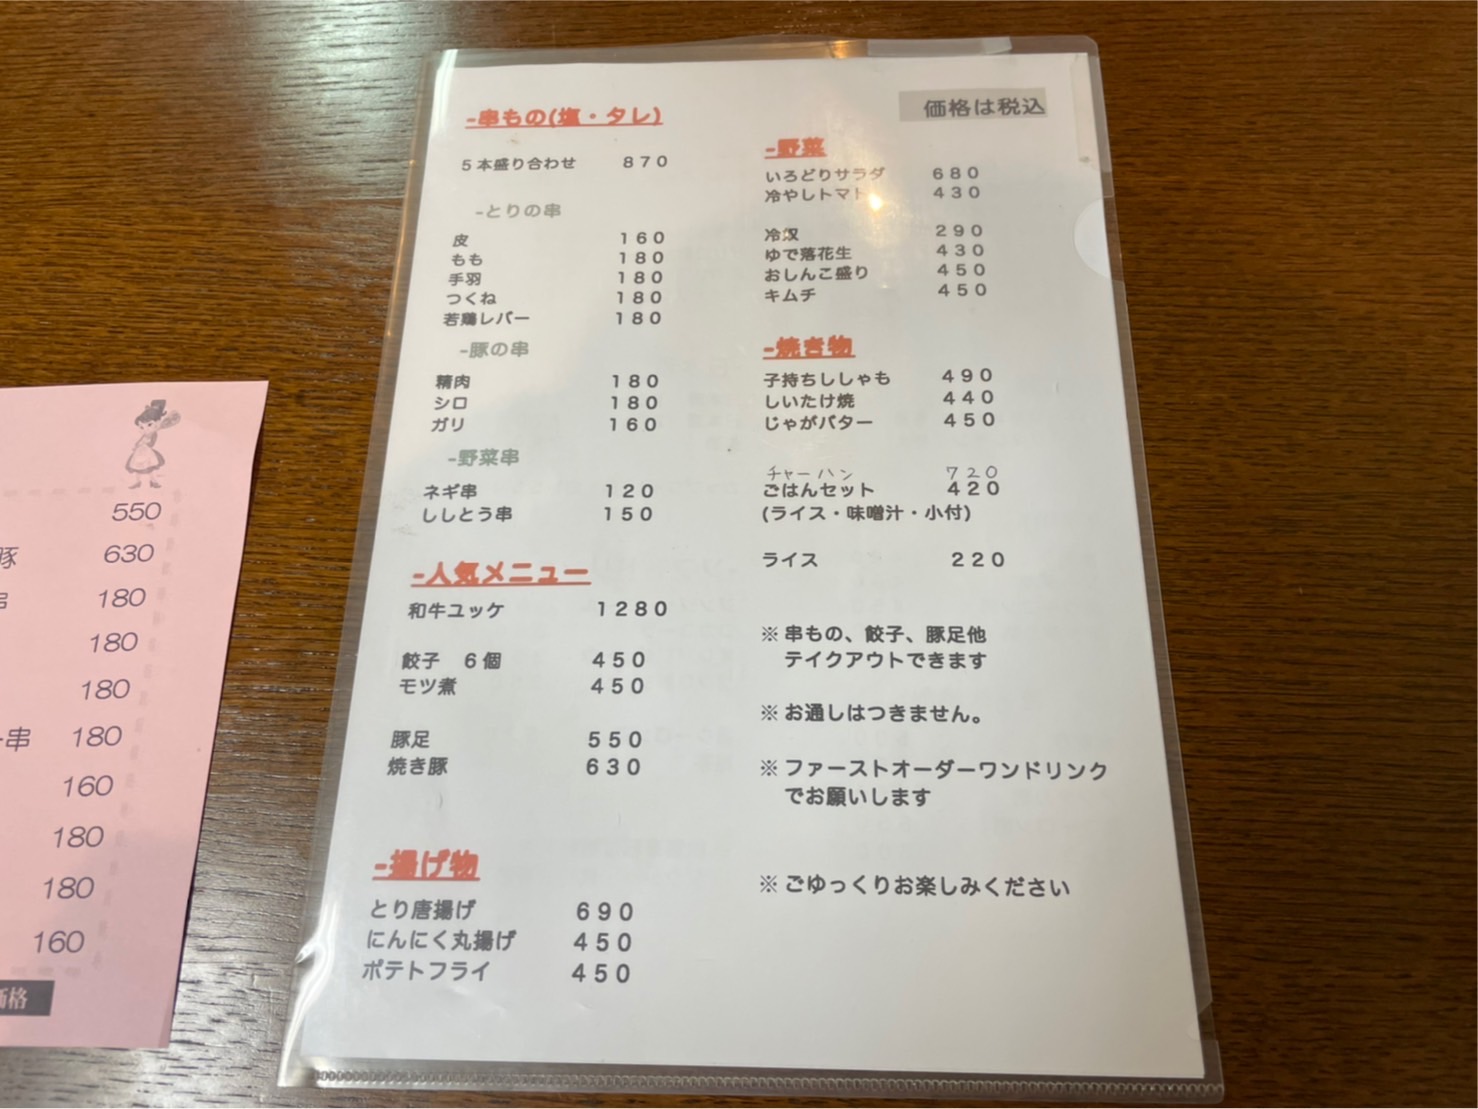 -串もの(塩・タレ)
5本盛り合わせ 870
-とりの串
皮 160
もも 180
手羽 180
つくね 180
若鶏レバー 180
-豚の串
精肉 180
シロ 180
ガリ 160
-野菜串
ネギ串 120
ししとう串 150
-人気メニュー
和牛ユッケ 1280
餃子 6個 450
モツ煮 450
豚足 550
焼き豚 630
-揚げ物
とり唐揚げ 690
にんにく丸揚げ 450
ポテトフライ 450
価格は税込
-野菜
いろどりサラダ 680
冷やしトマト 430
冷奴 290
ゆで落花生 430
おしんこ盛り 450
キムチ 450
-焼き物
子持ちししゃも 490
しいたけ焼 440
じゃがバター 450
チャーハン 720
ごはんセット 420
(ライス・味噌汁・小付)
ライス 220
※ 串もの、餃子、豚足他
テイクアウトできます
※ お通しはつきません。
※ ファーストオーダーワンドリンク
でお願いします
※ ごゆっくりお楽しみください
550
豚 630
串 180
180
180
ー串 180
160
180
180
160
価格